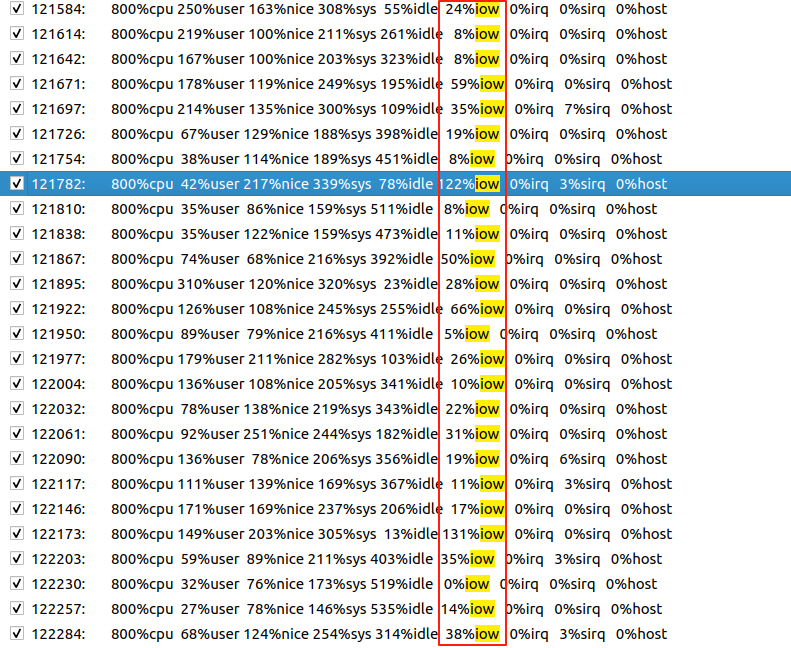 121584: 800%cpu 250%user 163%nice 308%sys 55%idle 24%iow 0%irq 0%sirq 0%host
121614: 800%cpu 219%user 100%nice 211%sys 261%idle 8%iow 0%irq 0%sirq 0%host
121642: 800%cpu 167%user 100%nice 203%sys 323%idle 8%iow 0%irq 0%sirq 0%host
121671: 800%cpu 178%user 119%nice 249%sys 195%idle 59%iow 0%irq 0%sirq 0%host
121697: 800%cpu 214%user 135%nice 300%sys 109%idle 35%iow 0%irq 7%sirq 0%host
121726: 800%cpu 67%user 129%nice 188%sys 398%idle 19%iow 0%irq 0%sirq 0%host
121754: 800%cpu 38%user 114%nice 189%sys 451%idle 8%iow 0%irq 0%sirq 0%host
121782: 800%cpu 42%user 217%nice 339%sys 78%idle 122%iow 0%irq 3%sirq 0%host
121810: 800%cpu 35%user 86%nice 159%sys 511%idle 8%iow 0%irq 0%sirq 0%host
121838: 800%cpu 35%user 122%nice 159%sys 473%idle 11%iow 0%irq 0%sirq 0%host
121867: 800%cpu 74%user 68%nice 216%sys 392%idle 50%iow 0%irq 0%sirq 0%host
121895: 800%cpu 310%user 120%nice 320%sys 23%idle 28%iow 0%irq 0%sirq 0%host
121922: 800%cpu 126%user 108%nice 245%sys 255%idle 66%iow 0%irq 0%sirq 0%host
121950: 800%cpu 89%user 79%nice 216%sys 411%idle 5%iow 0%irq 0%sirq 0%host
121977: 800%cpu 179%user 211%nice 282%sys 103%idle 26%iow 0%irq 0%sirq 0%host
122004: 800%cpu 136%user 108%nice 205%sys 341%idle 10%iow 0%irq 0%sirq 0%host
122032: 800%cpu 78%user 138%nice 219%sys 343%idle 22%iow 0%irq 0%sirq 0%host
122061: 800%cpu 92%user 251%nice 244%sys 182%idle 31%iow 0%irq 0%sirq 0%host
122090: 800%cpu 136%user 78%nice 206%sys 356%idle 19%iow 0%irq 6%sirq 0%host
122117: 800%cpu 111%user 139%nice 169%sys 367%idle 11%iow 0%irq 3%sirq 0%host
122146: 800%cpu 171%user 169%nice 237%sys 206%idle 17%iow 0%irq 0%sirq 0%host
122173: 800%cpu 149%user 203%nice 305%sys 13%idle 131%iow 0%irq 0%sirq 0%host
122203: 800%cpu 59%user 89%nice 211%sys 403%idle 35%iow 0%irq 3%sirq 0%host
122230: 800%cpu 32%user 76%nice 173%sys 519%idle 0%iow 0%irq 0%sirq 0%host
122257: 800%cpu 27%user 78%nice 146%sys 535%idle 14%iow 0%irq 0%sirq 0%host
122284: 800%cpu 68%user 124%nice 254%sys 314%idle 38%iow 0%irq 3%sirq 0%host